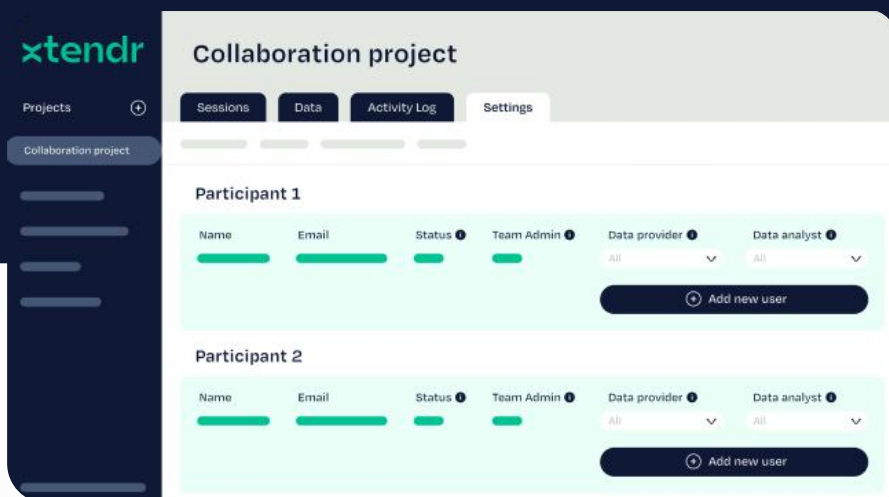 xtendr
Collaboration project
Projects
Sessions Data Activity Log Settings
Collaboration project
Participant 1
Name Email Status Team Admin Data provider Data analyst
All All
Add new user
Participant 2
Name Email Status Team Admin Data provider Data analyst
All All
Add new user